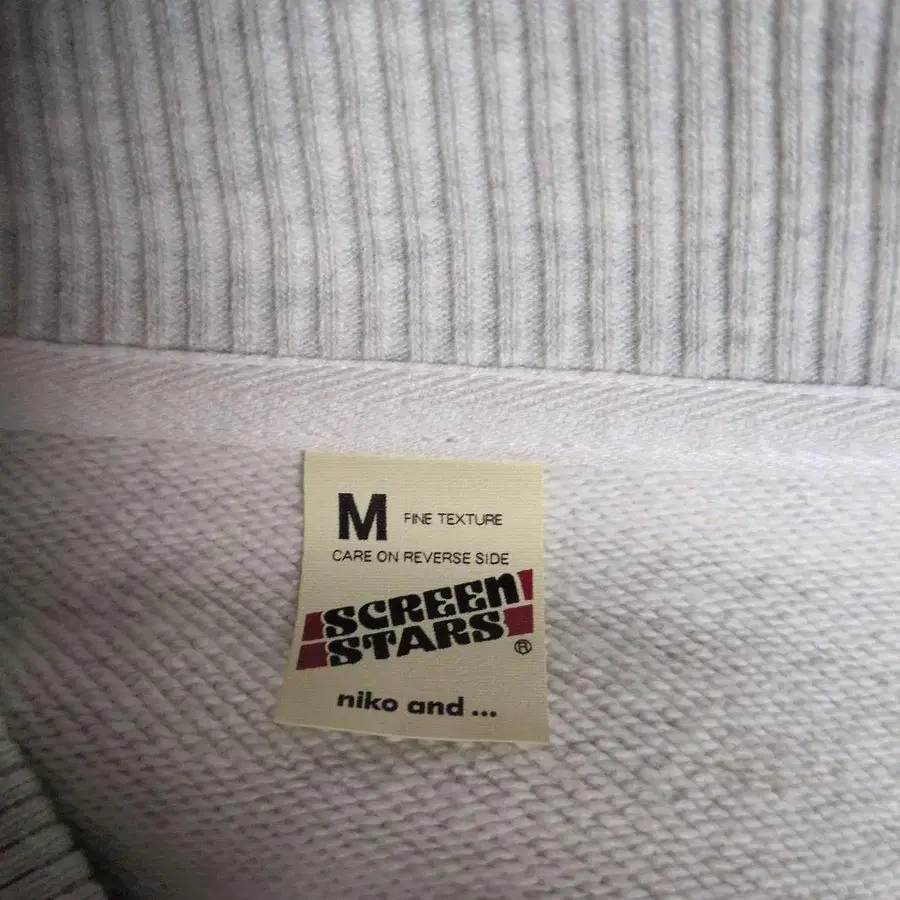 M FINE TEXTURE
CARE ON REVERSE SIDE
SCREEN
STARS ®
niko and ...